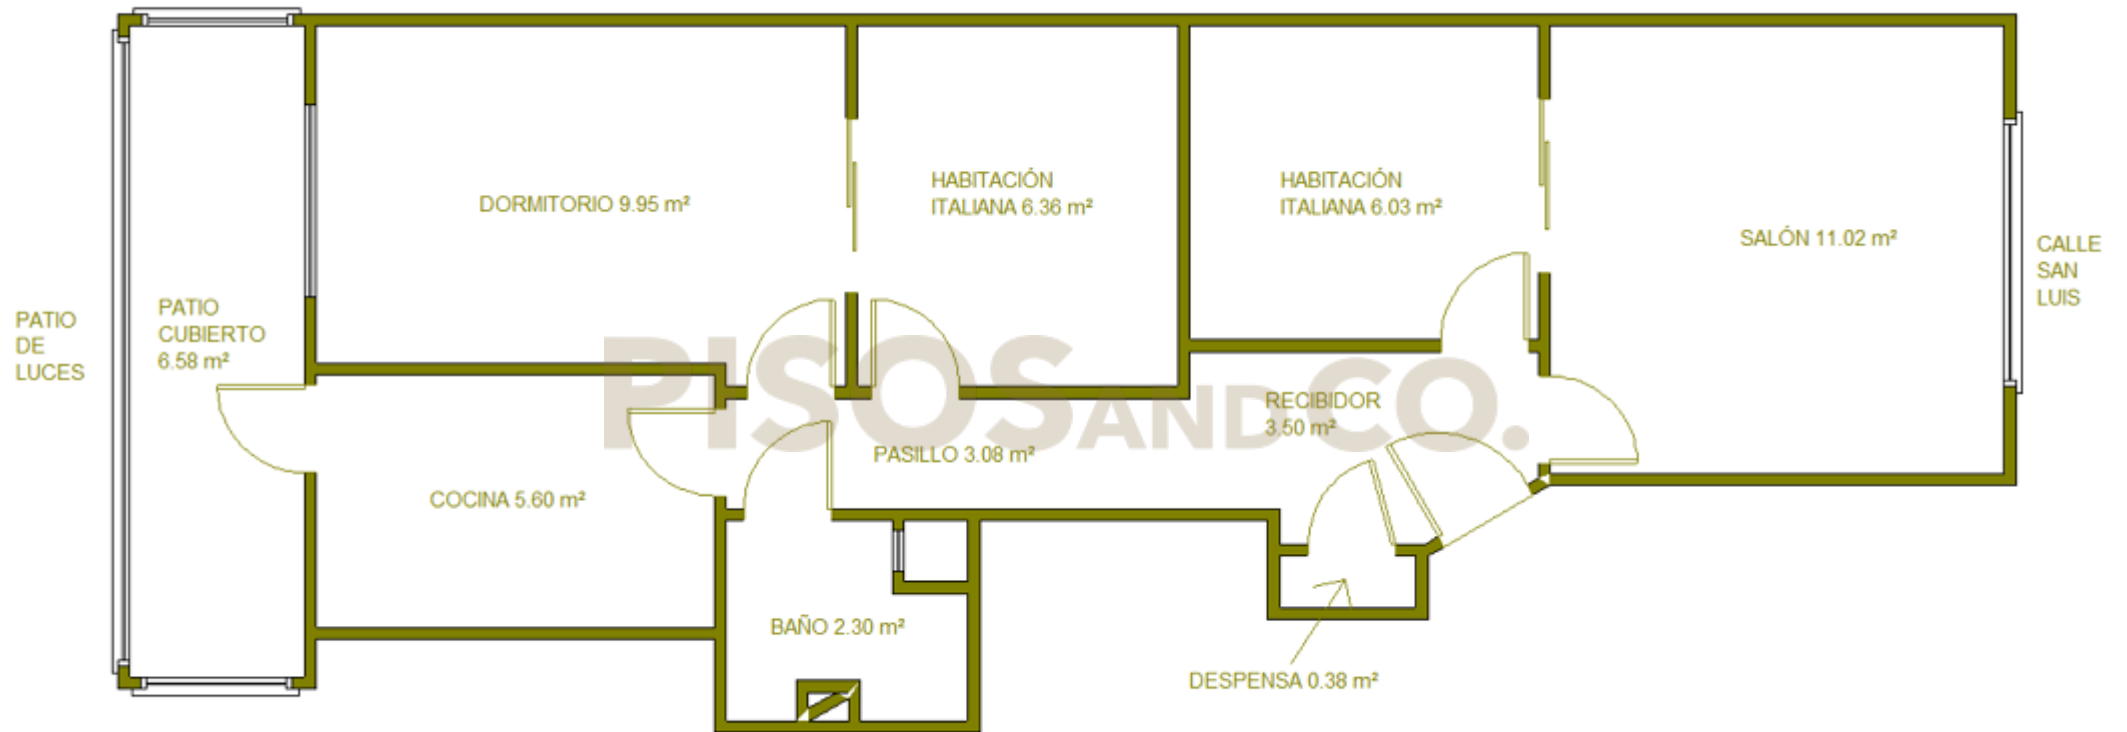 PATIO
DE
LUCES
PATIO
CUBIERTO
6.58 m²
DORMITORIO 9.95 m²
HABITACIÓN
ITALIANA 6.36 m²
HABITACIÓN
ITALIANA 6.03 m²
SALÓN 11.02 m²
CALLE
SAN
LUIS
PISOS AND CO.
RECIBIDOR
3.50 m²
PASILLO 3.08 m²
COCINA 5.60 m²
BAÑO 2.30 m²
DESPENSA 0.38 m²